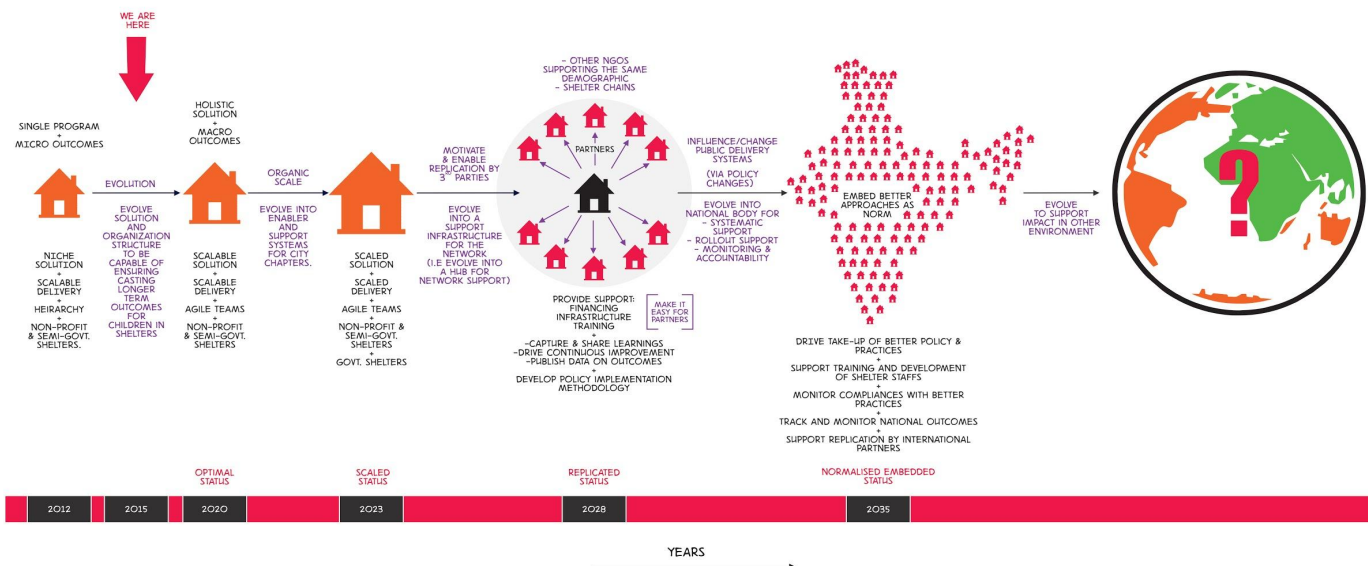 WE ARE
HERE
SINGLE PROGRAM
+
MICRO OUTCOMES
NICHE
SOLUTION
+
SCALABLE
DELIVERY
+
HEIRARCHY
+
NON-PROFIT
& SEMI-GOVT.
SHELTERS.
EVOLUTION
EVOLVE
SOLUTION
AND
ORGANIZATION
STRUCTURE
TO BE
CAPABLE OF
ENSURING
CASTING
LONGER
TERM
OUTCOMES
FOR
CHILDREN IN
SHELTERS
HOLISTIC
SOLUTION
+
MACRO
OUTCOMES
SCALABLE
SOLUTION
+
SCALABLE
DELIVERY
+
AGILE TEAMS
+
NON-PROFIT
& SEMI-GOVT.
SHELTERS
ORGANIC
SCALE
EVOLVE INTO
ENABLER
AND
SUPPORT
SYSTEMS
FOR CITY
CHAPTERS.
SCALED
SOLUTION
+
SCALED
DELIVERY
+
AGILE TEAMS
+
NON-PROFIT &
SEMI-GOVT.
SHELTERS
+
GOVT. SHELTERS
MOTIVATE
& ENABLE
REPLICATION BY
3RD PARTIES
EVOLVE
INTO A
SUPPORT
INFRASTRUCTURE
FOR THE
NETWORK
(I.E EVOLVE INTO
A HUB FOR
NETWORK SUPPORT)
- OTHER NGOS
SUPPORTING THE SAME
DEMOGRAPHIC
- SHELTER CHAINS
PARTNERS
PROVIDE SUPPORT:
FINANCING
INFRASTRUCTURE
TRAINING
+
-CAPTURE & SHARE LEARNINGS
-DRIVE CONTINUOUS IMPROVEMENT
-PUBLISH DATA ON OUTCOMES
+
DEVELOP POLICY IMPLEMENTATION
METHODOLOGY
MAKE IT
EASY FOR
PARTNERS
INFLUENCE/CHANGE
PUBLIC DELIVERY
SYSTEMS
(VIA POLICY
CHANGES)
EVOLVE INTO
NATIONAL BODY FOR
- SYSTEMATIC
SUPPORT
- ROLLOUT SUPPORT
- MONITORING &
ACCOUNTABILITY
EMBED BETTER
APPROACHES AS
NORM
DRIVE TAKE-UP OF BETTER POLICY &
PRACTICES
+
SUPPORT TRAINING AND DEVELOPMENT
OF SHELTER STAFFS
+
MONITOR COMPLIANCES WITH BETTER
PRACTICES
+
TRACK AND MONITOR NATIONAL OUTCOMES
+
SUPPORT REPLICATION BY INTERNATIONAL
PARTNERS
EVOLVE
TO SUPPORT
IMPACT IN OTHER
ENVIRONMENT
?
OPTIMAL
STATUS
SCALED
STATUS
REPLICATED
STATUS
NORMALISED EMBEDDED
STATUS
2012
2015
2020
2023
2028
2035
YEARS